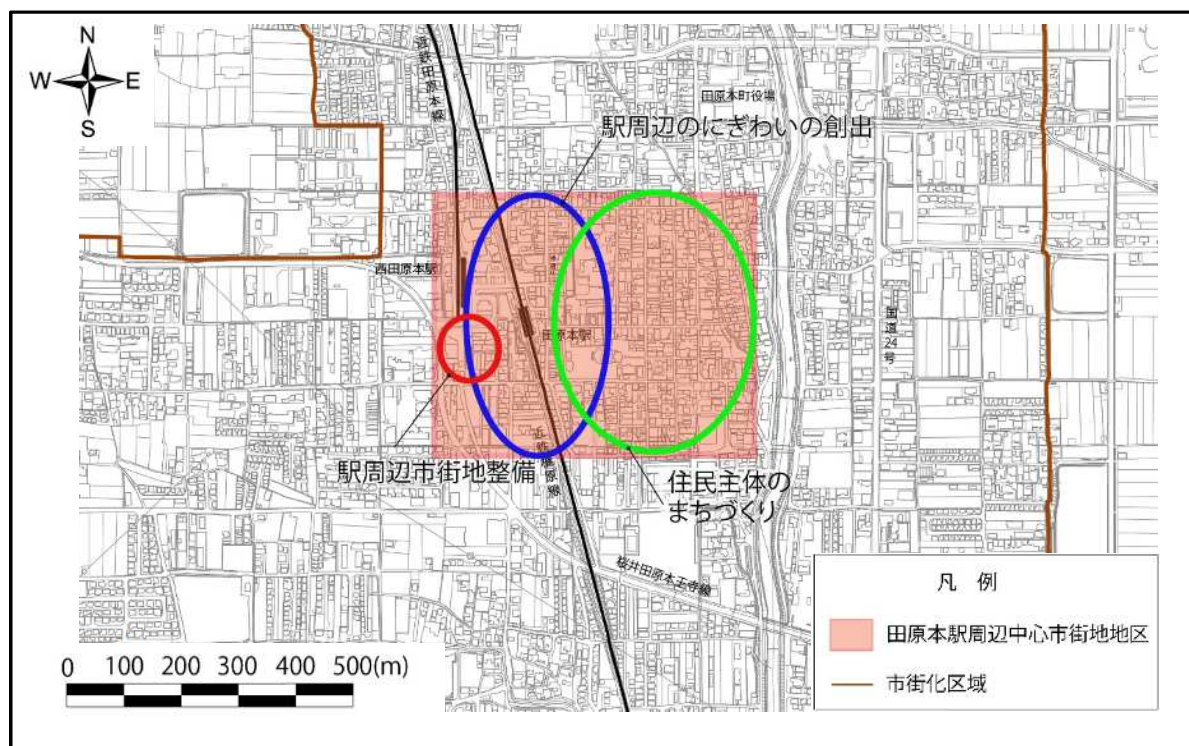 N
W E
S
近鉄田原本線
田原本町役場
駅周辺のにぎわいの創出
西田原本駅
田原本駅
国道24号
近鉄橿原線
駅周辺市街地整備
住民主体の
まちづくり
桜井田原本王寺線
凡 例
田原本駅周辺中心市街地地区
市街化区域
0 100 200 300 400 500(m)